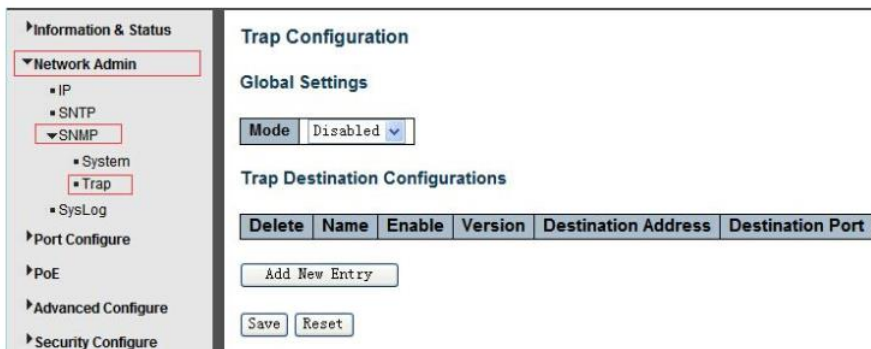 Information & Status
Network Admin
IP
SNTP
SNMP
System
Trap
SysLog
Port Configure
PoE
Advanced Configure
Security Configure
Trap Configuration
Global Settings
Mode Disabled
Trap Destination Configurations
Delete Name Enable Version Destination Address Destination Port
Add New Entry
Save Reset